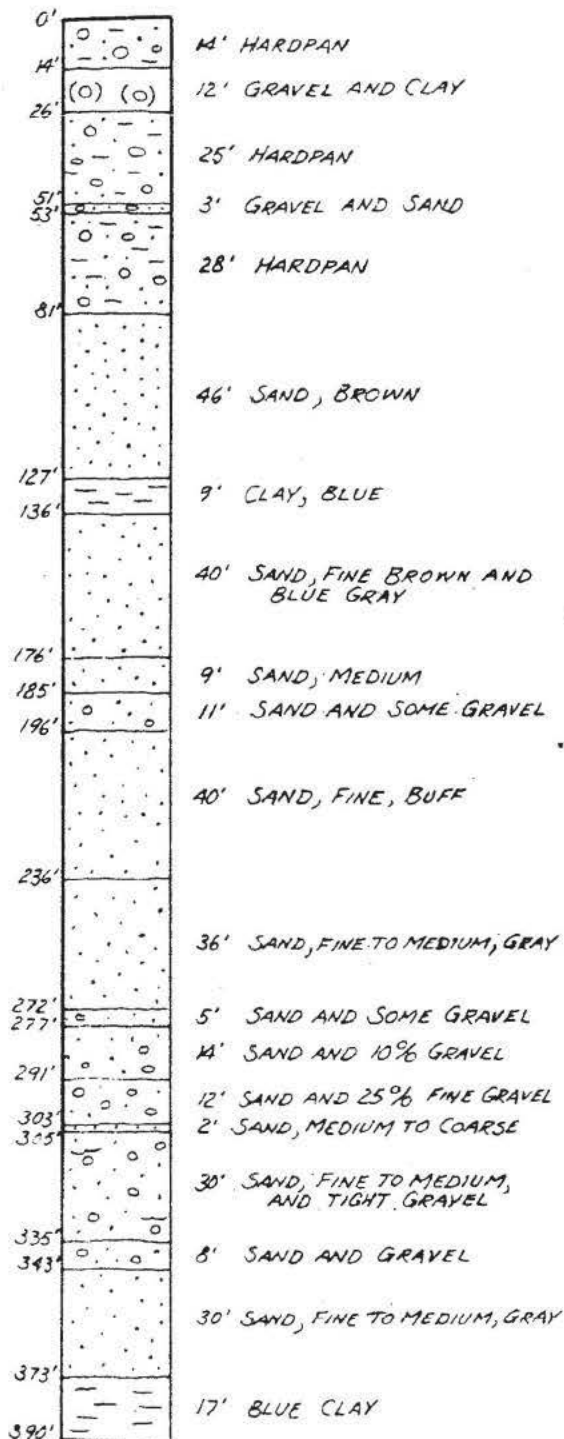 0'
14' HARDPAN
14'
12' GRAVEL AND CLAY
26'
25' HARDPAN
51'
3' GRAVEL AND SAND
53'
28' HARDPAN
81'
46' SAND, BROWN
127'
9' CLAY, BLUE
136'
40' SAND, FINE BROWN AND
BLUE GRAY
176'
9' SAND, MEDIUM
185'
11' SAND AND SOME GRAVEL
196'
40' SAND, FINE, BUFF
236'
36' SAND, FINE TO MEDIUM, GRAY
272'
5' SAND AND SOME GRAVEL
277'
14' SAND AND 10% GRAVEL
291'
12' SAND AND 25% FINE GRAVEL
303'
2' SAND, MEDIUM TO COARSE
305'
30' SAND, FINE TO MEDIUM,
AND TIGHT GRAVEL
335'
8' SAND AND GRAVEL
343'
30' SAND, FINE TO MEDIUM, GRAY
373'
17' BLUE CLAY
390'